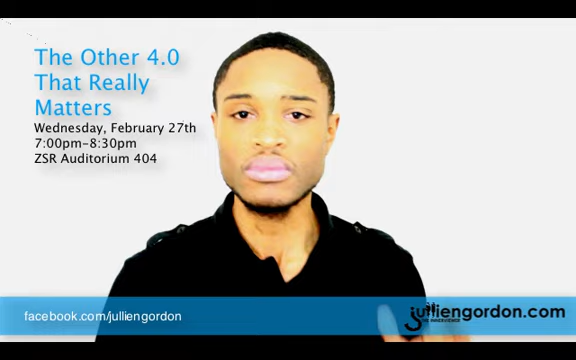 The Other 4.0
That Really
Matters
Wednesday, February 27th
7:00pm-8:30pm
ZSR Auditorium 404
facebook.com/julliengordon
julliengordon.com